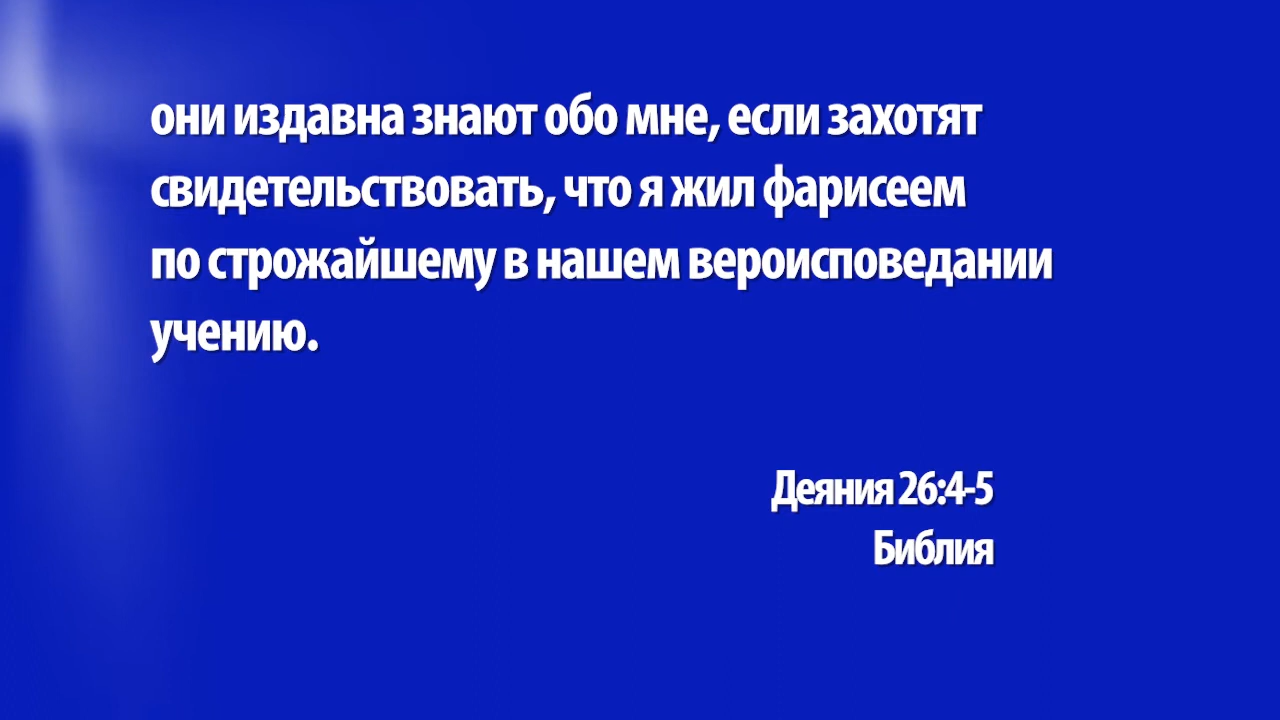 они издавна знают обо мне, если захотят
свидетельствовать, что я жил фарисеем
по строжайшему в нашем вероисповедании
учению.
Деяния 26:4-5
Библия